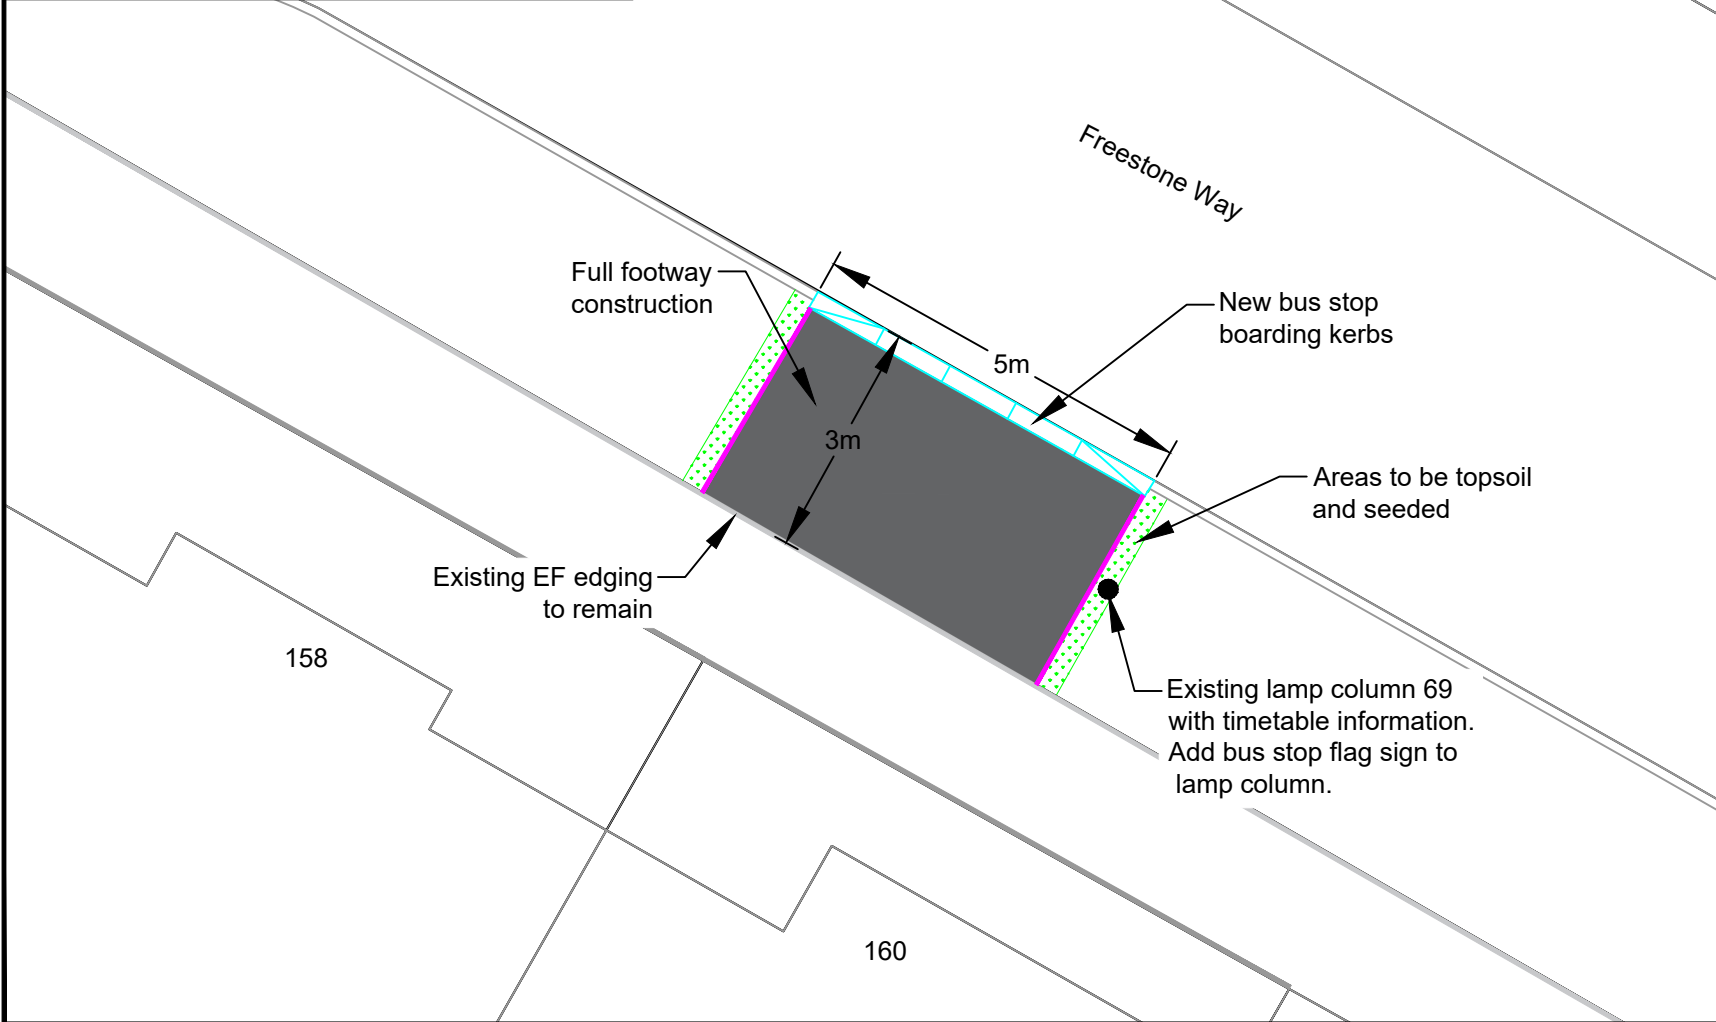 Freestone Way
Full footway
construction
New bus stop
boarding kerbs
5m
3m
Areas to be topsoil
and seeded
Existing EF edging
to remain
158
Existing lamp column 69
with timetable information.
Add bus stop flag sign to
lamp column.
160